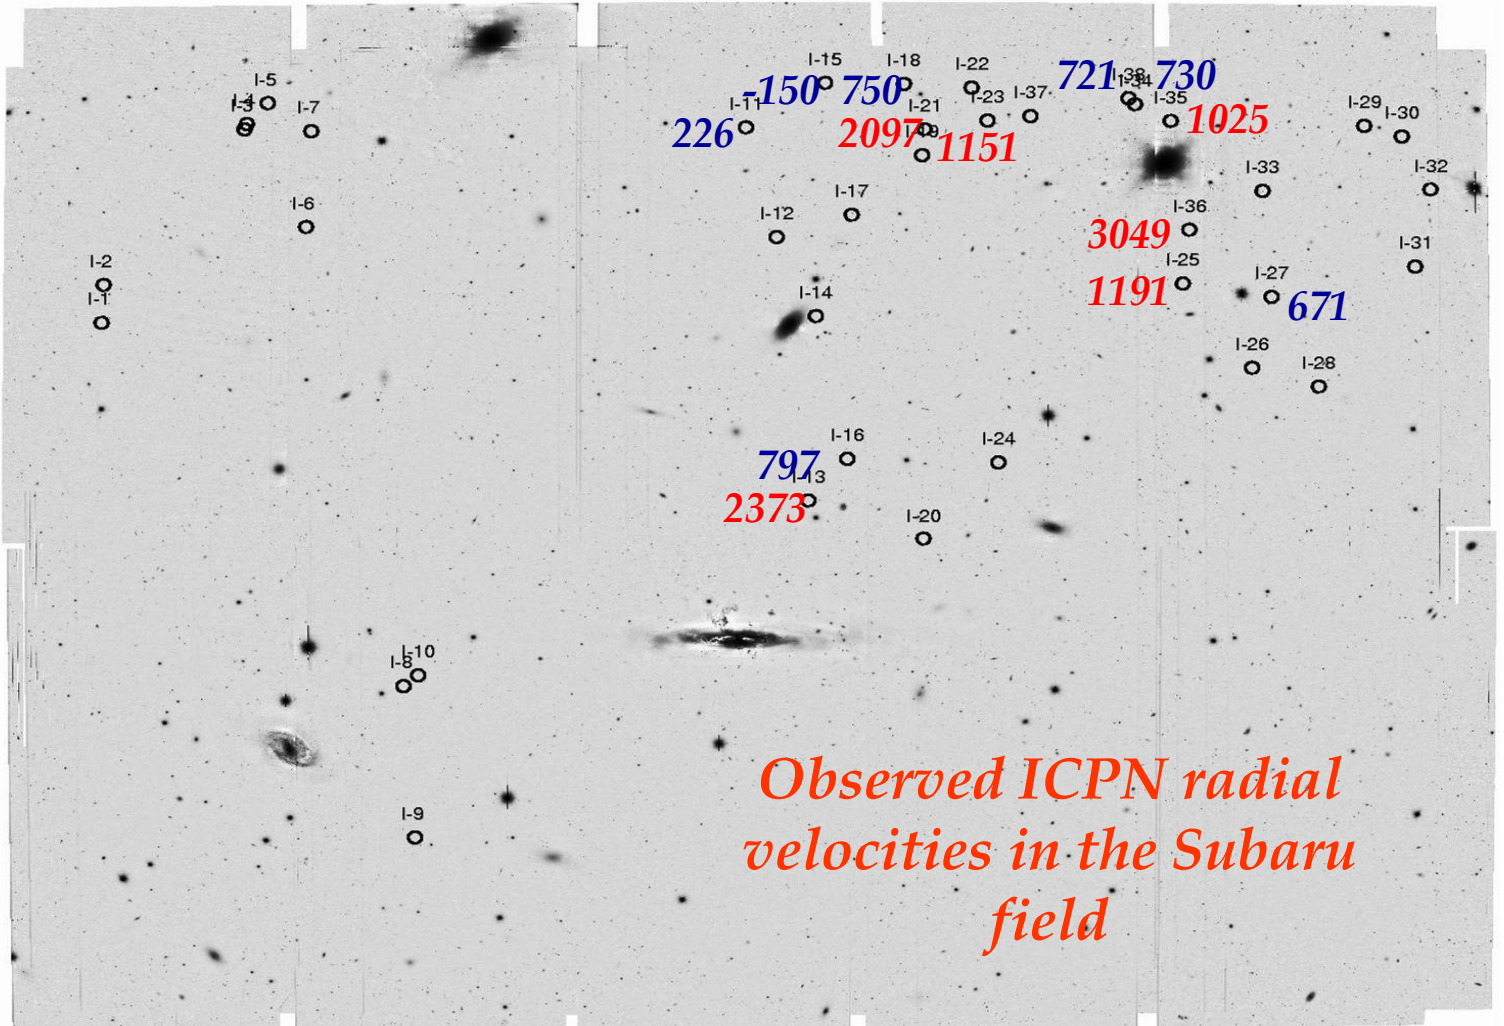 I-5
I-4
I-3
I-7
I-15
-150
I-11
226
750
I-18
I-22
I-21
2097
I-19
1151
I-23
I-37
721
I-38
I-34
730
I-35
1025
I-29
I-30
I-33
I-32
I-6
I-12
I-17
I-36
3049
I-31
I-2
I-1
I-25
1191
I-27
671
I-14
I-26
I-28
I-16
797
I-13
2373
I-24
I-20
I-10
I-8
I-9
Observed ICPN radial
velocities in the Subaru
field